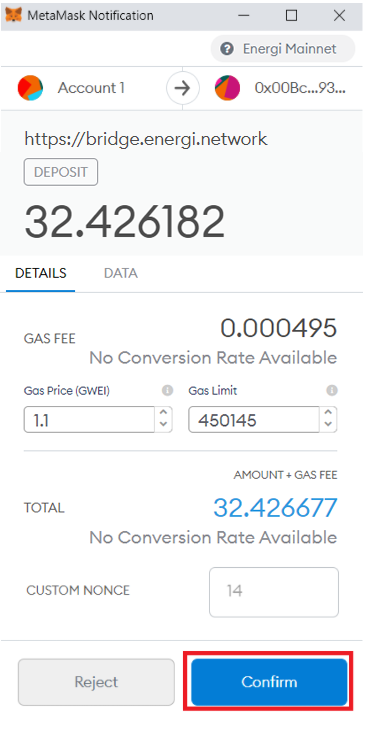 MetaMask Notification
Energi Mainnet
Account 1
0x00Bc...93...
https://bridge.energi.network
DEPOSIT
32.426182
DETAILS
DATA
GAS FEE
0.000495
No Conversion Rate Available
Gas Price (GWEI)
Gas Limit
1.1
450145
AMOUNT + GAS FEE
TOTAL
32.426677
No Conversion Rate Available
CUSTOM NONCE
14
Reject
Confirm